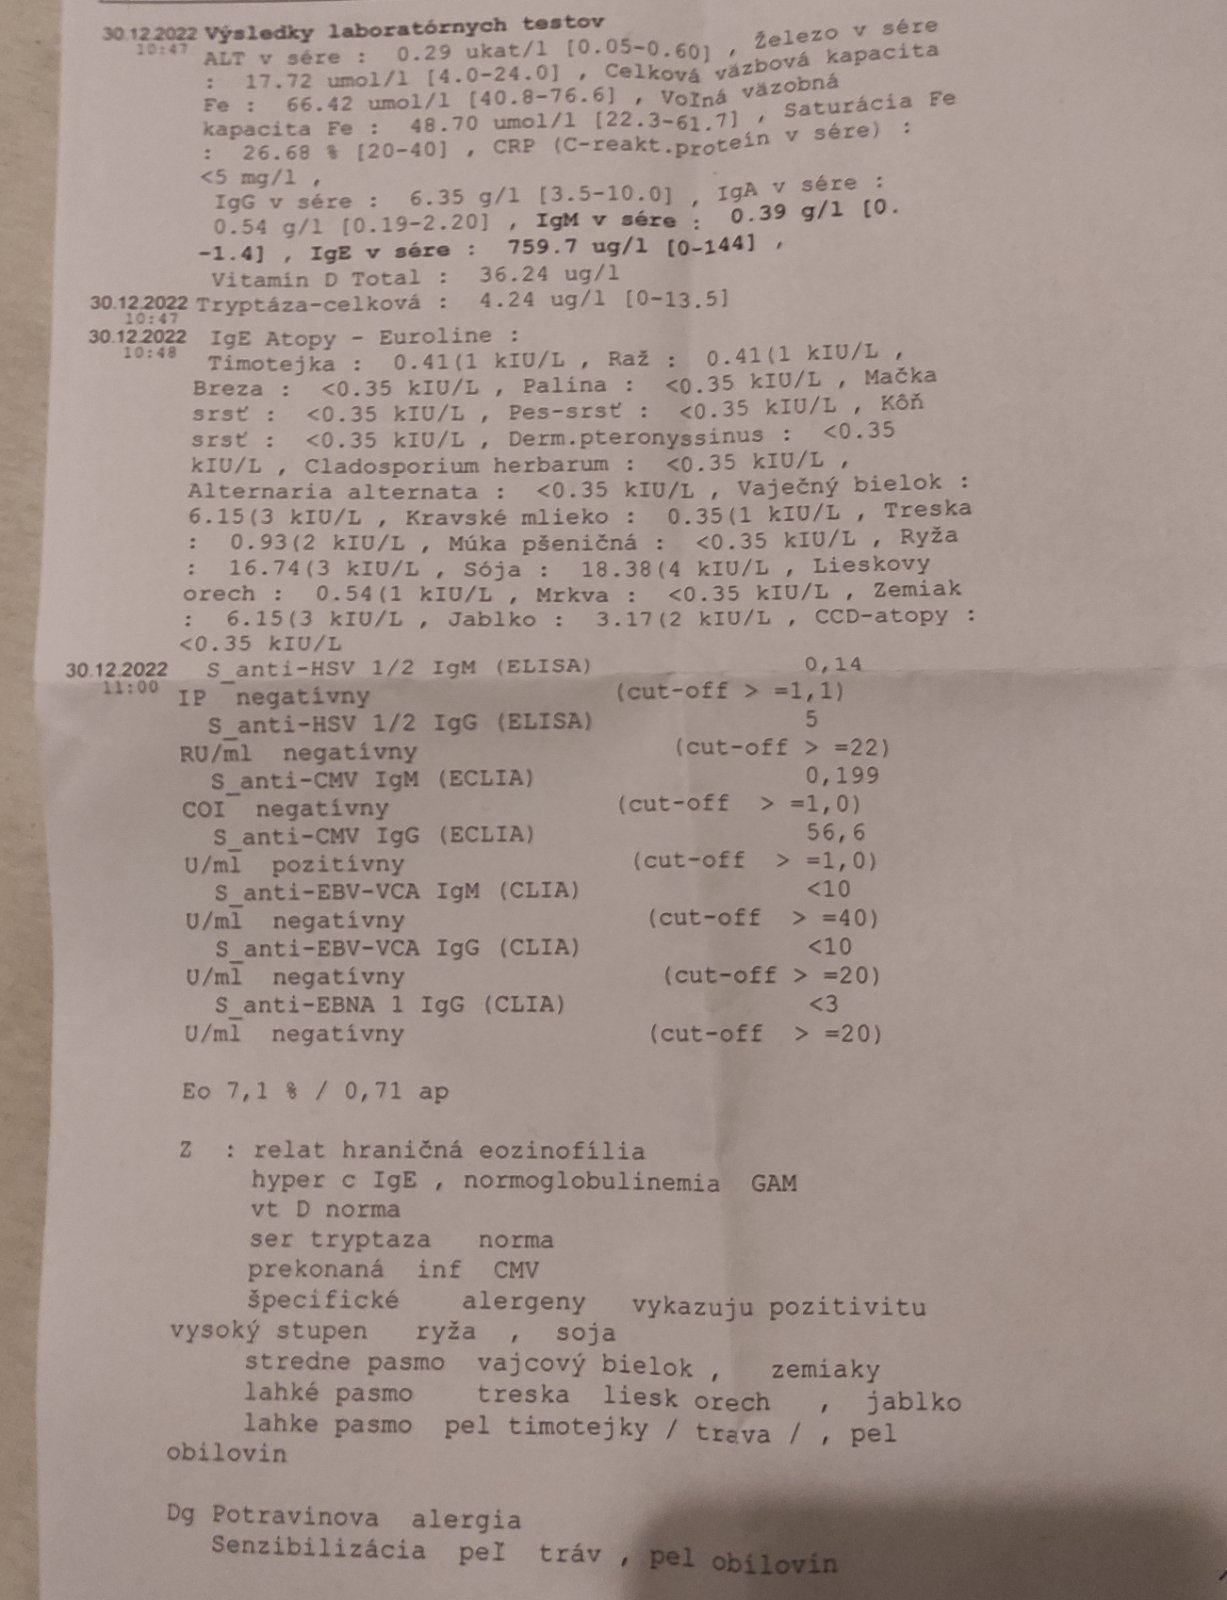 30.12.2022 Výsledky laboratórnych testov
10:47 ALT v sére : 0.29 ukat/l [0.05-0.60] , Železo v sére
: 17.72 umol/l [4.0-24.0] , Celková väzbová kapacita
Fe : 66.42 umol/l [40.8-76.6] , Voľná väzobná
kapacita Fe : 48.70 umol/l [22.3-61.7] , Saturácia Fe
: 26.68 % [20-40] , CRP (C-reakt.proteín v sére) :
<5 mg/l ,
IgG v sére : 6.35 g/l [3.5-10.0] , IgA v sére :
0.54 g/l [0.19-2.20] , IgM v sére : 0.39 g/l [0.
-1.4] , IgE v sére : 759.7 ug/l [0-144] ,
Vitamín D Total : 36.24 ug/l
30.12.2022 Tryptáza-celková : 4.24 ug/l [0-13.5]
10:47
30.12.2022 IgE Atopy - Euroline :
10:48 Timotejka : 0.41(1 kIU/L , Raž : 0.41(1 kIU/L ,
Breza : <0.35 kIU/L , Palina : <0.35 kIU/L , Mačka
srsť : <0.35 kIU/L , Pes-srsť : <0.35 kIU/L , Kôň
srsť : <0.35 kIU/L , Derm.pteronyssinus : <0.35
kIU/L , Cladosporium herbarum : <0.35 kIU/L ,
Alternaria alternata : <0.35 kIU/L , Vaječný bielok :
6.15(3 kIU/L , Kravské mlieko : 0.35(1 kIU/L , Treska
: 0.93(2 kIU/L , Múka pšeničná : <0.35 kIU/L , Ryža
: 16.74(3 kIU/L , Sója : 18.38(4 kIU/L , Lieskovy
orech : 0.54(1 kIU/L , Mrkva : <0.35 kIU/L , Zemiak
: 6.15(3 kIU/L , Jablko : 3.17(2 kIU/L , CCD-atopy :
<0.35 kIU/L
30.12.2022 S_anti-HSV 1/2 IgM (ELISA) 0,14
11:00 IP negatívny (cut-off > =1,1)
S_anti-HSV 1/2 IgG (ELISA) 5
RU/ml negatívny (cut-off > =22)
S_anti-CMV IgM (ECLIA) 0,199
COI negatívny (cut-off > =1,0)
S_anti-CMV IgG (ECLIA) 56,6
U/ml pozitívny (cut-off > =1,0)
S_anti-EBV-VCA IgM (CLIA) <10
U/ml negatívny (cut-off > =40)
S_anti-EBV-VCA IgG (CLIA) <10
U/ml negatívny (cut-off > =20)
S_anti-EBNA 1 IgG (CLIA) <3
U/ml negatívny (cut-off > =20)
Eo 7,1 % / 0,71 ap
Z : relat hraničná eozinofília
hyper c IgE , normoglobulinemia GAM
vt D norma
ser tryptaza norma
prekonaná inf CMV
špecifické alergeny vykazuju pozitivitu
vysoký stupen ryža , soja
stredne pasmo vajcový bielok , zemiaky
lahké pasmo treska liesk orech , jablko
lahke pasmo pel timotejky / trava / , pel
obilovin
Dg Potravinova alergia
Senzibilizácia peľ tráv , pel obilovín